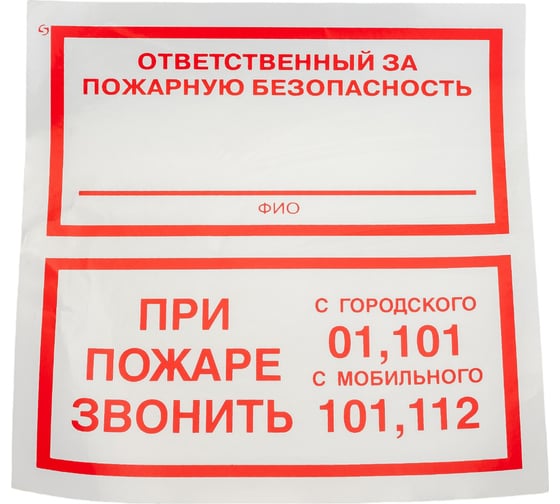 ОТВЕТСТВЕННЫЙ ЗА
ПОЖАРНУЮ БЕЗОПАСНОСТЬ
ФИО
ПРИ
ПОЖАРЕ
ЗВОНИТЬ
С ГОРОДСКОГО
01,101
С МОБИЛЬНОГО
101,112